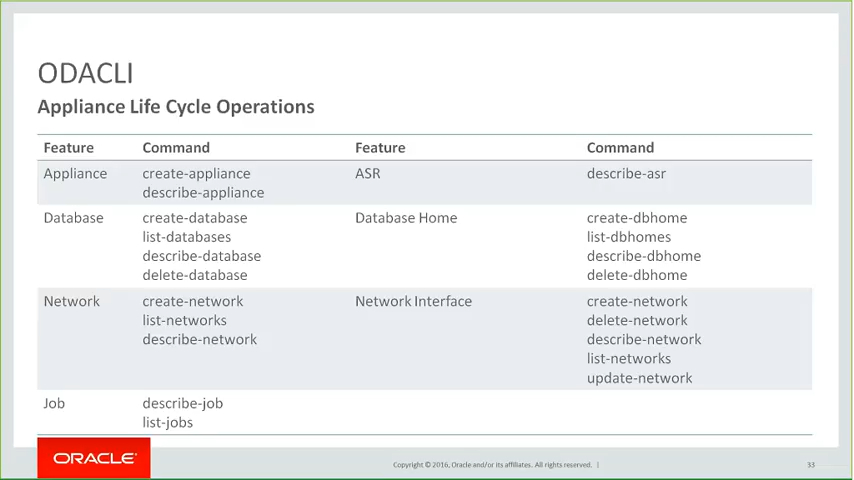 ODACLI
Appliance Life Cycle Operations
Feature Command Feature Command
Appliance create-appliance ASR describe-asr
describe-appliance
Database create-database Database Home create-dbhome
list-databases list-dbhomes
describe-database describe-dbhome
delete-database delete-dbhome
Network create-network Network Interface create-network
list-networks delete-network
describe-network describe-network
list-networks
update-network
Job describe-job
list-jobs
ORACLE® Copyright © 2016, Oracle and/or its affiliates. All rights reserved. | 33